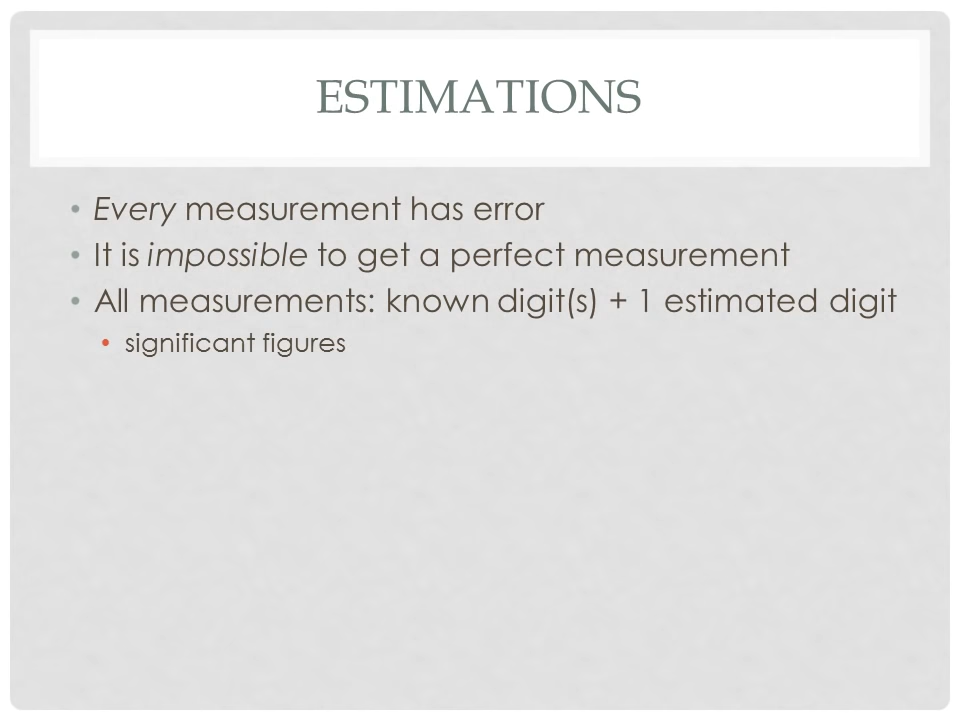 ESTIMATIONS
• Every measurement has error
• It is impossible to get a perfect measurement
• All measurements: known digit(s) + 1 estimated digit
• significant figures